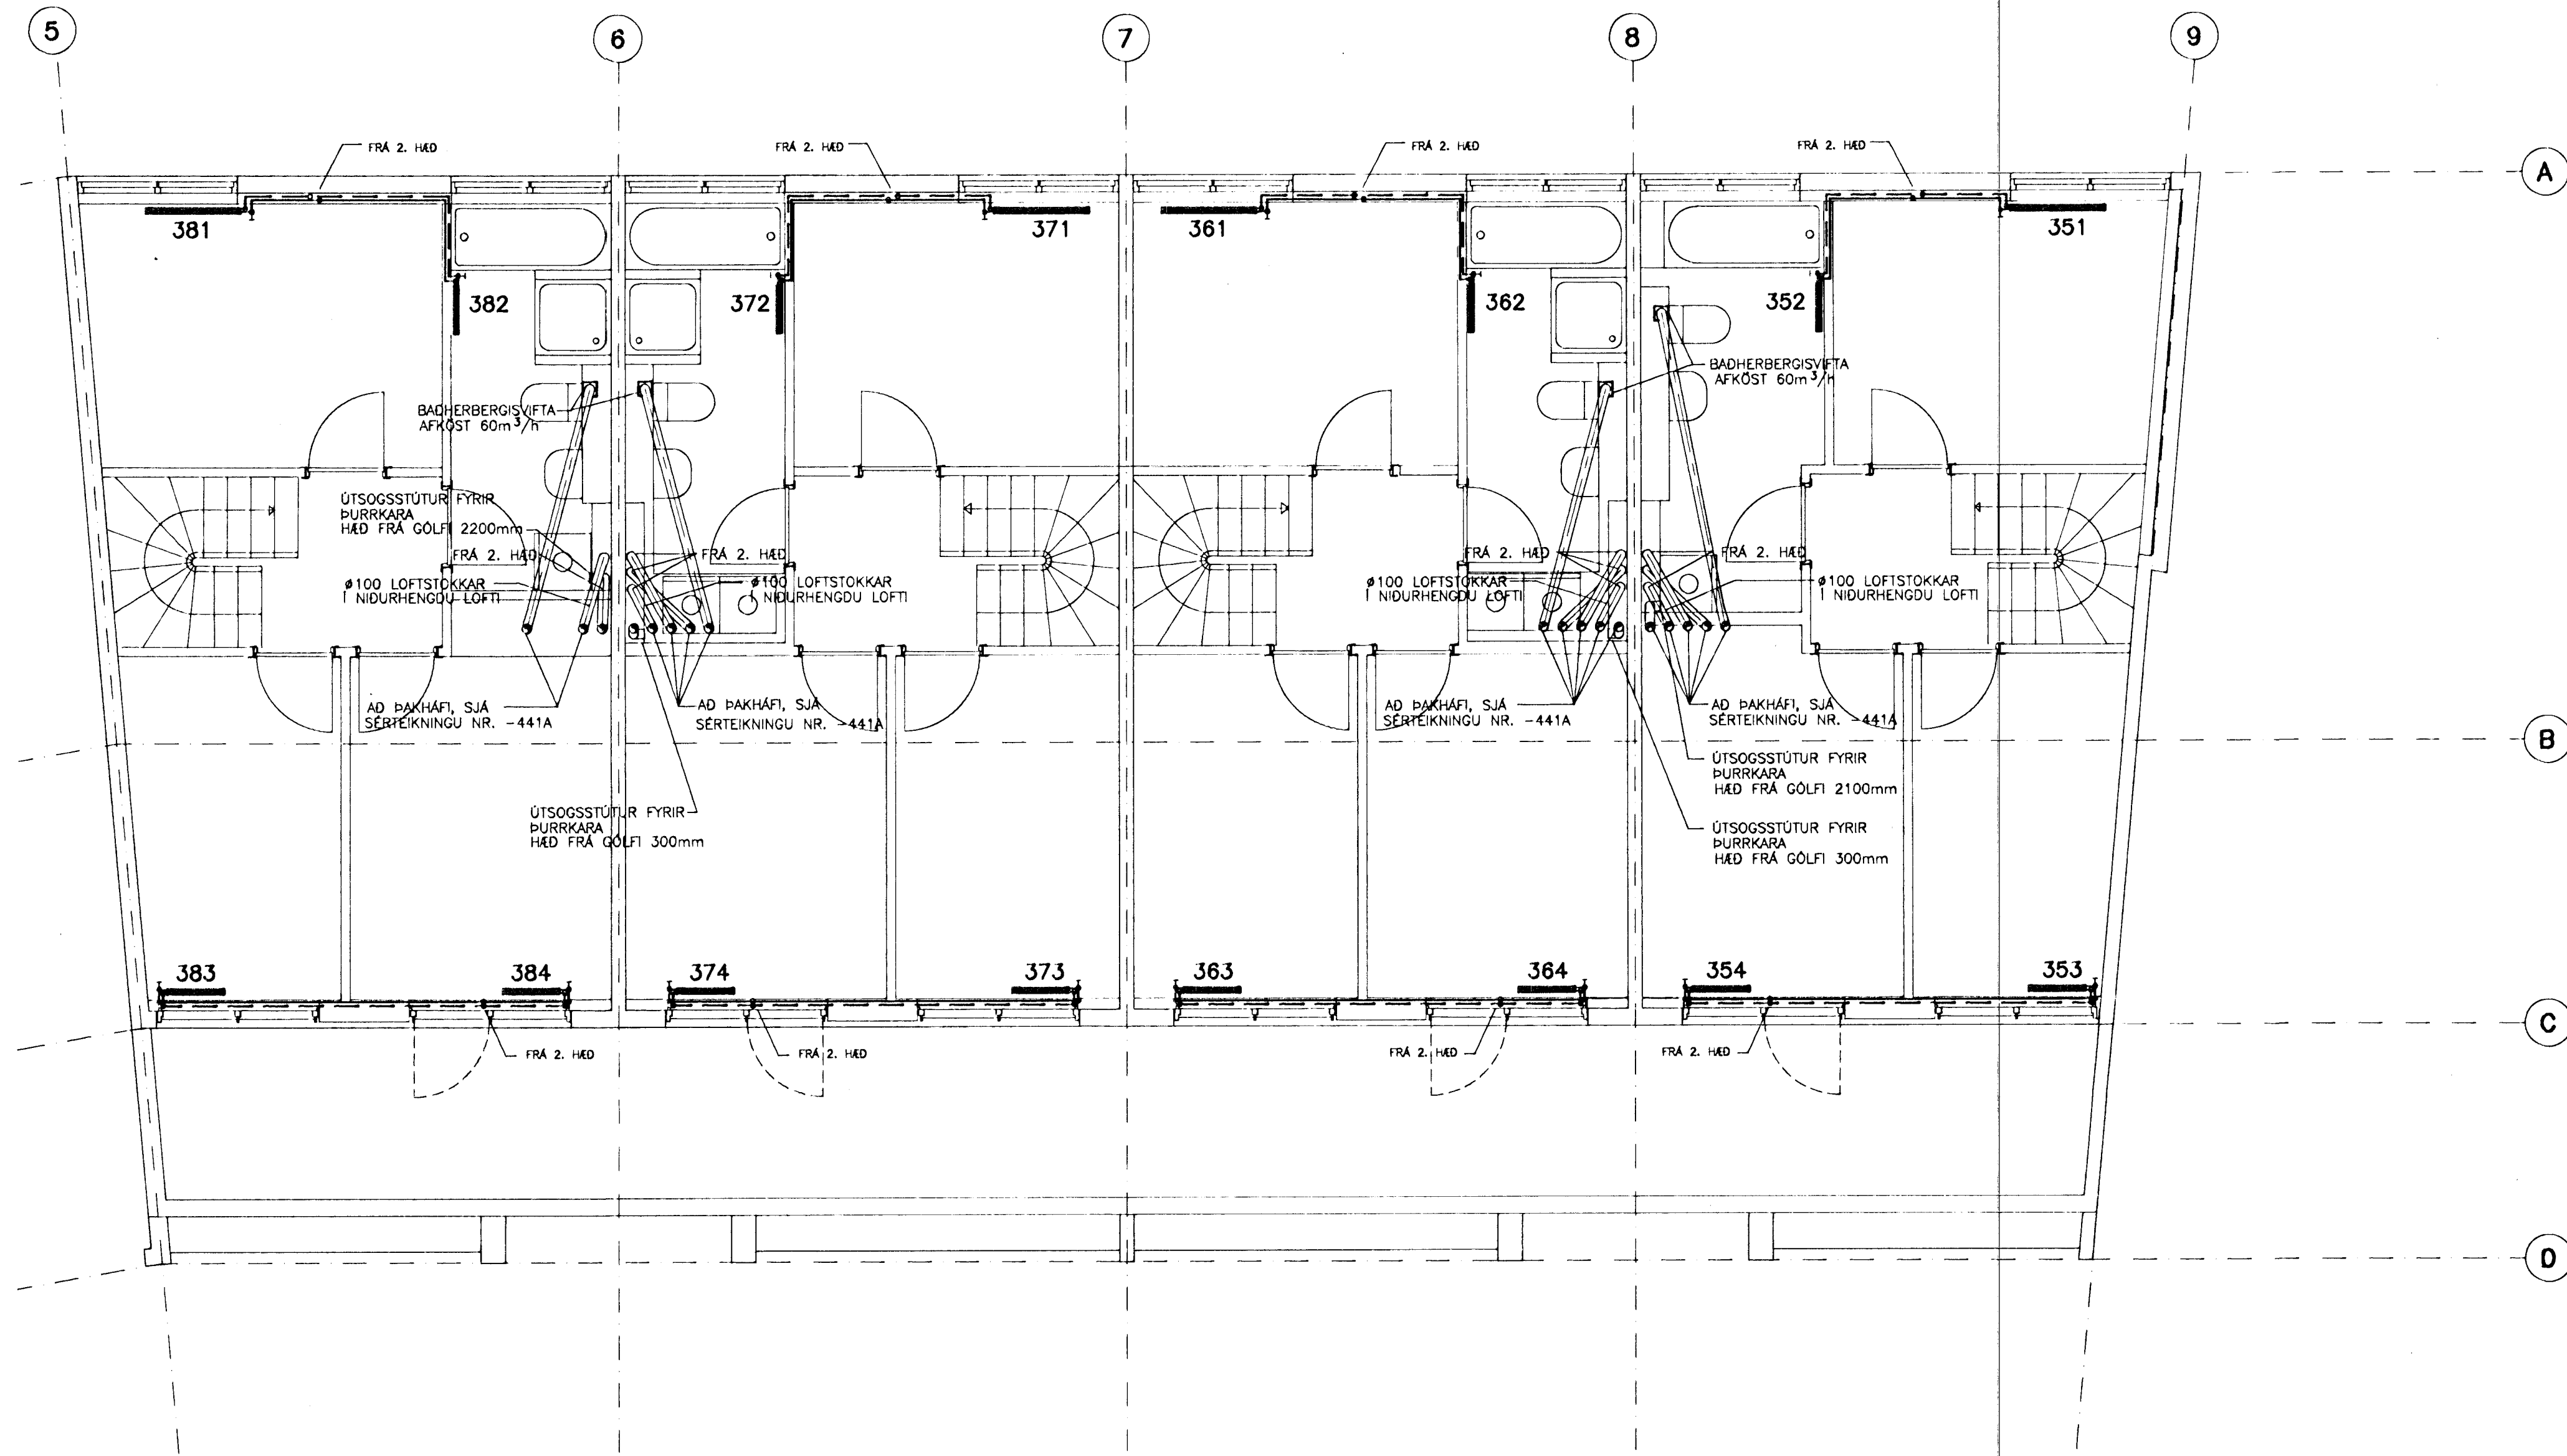 5
6
7
8
9
FRÁ 2. HÆÐ
FRÁ 2. HÆÐ
FRÁ 2. HÆÐ
FRÁ 2. HÆÐ
A
381
371
361
351
382
372
362
352
BAÐHERBERGISVIFTA
AFKÖST 60m³/h
BAÐHERBERGISVIFTA
AFKÖST 60m³/h
ÚTSOGSSTÚTUR FYRIR
ÞURRKARA
HÆÐ FRÁ GÓLFI 2200mm
FRÁ 2. HÆÐ
FRÁ 2. HÆÐ
FRÁ 2. HÆÐ
FRÁ 2. HÆÐ
ø100 LOFTSTOKKAR
Í NIÐURHENGDU LOFTI
ø100 LOFTSTOKKAR
Í NIÐURHENGDU LOFTI
ø100 LOFTSTOKKAR
Í NIÐURHENGDU LOFTI
ø100 LOFTSTOKKAR
Í NIÐURHENGDU LOFTI
AÐ ÞAKHÁFI, SJÁ
SÉRTEIKNINGU NR. -441A
AÐ ÞAKHÁFI, SJÁ
SÉRTEIKNINGU NR. -441A
AÐ ÞAKHÁFI, SJÁ
SÉRTEIKNINGU NR. -441A
AÐ ÞAKHÁFI, SJÁ
SÉRTEIKNINGU NR. -441A
B
ÚTSOGSSTÚTUR FYRIR
ÞURRKARA
HÆÐ FRÁ GÓLFI 2100mm
ÚTSOGSSTÚTUR FYRIR
ÞURRKARA
HÆÐ FRÁ GÓLFI 300mm
ÚTSOGSSTÚTUR FYRIR
ÞURRKARA
HÆÐ FRÁ GÓLFI 300mm
383
384
374
373
363
364
354
353
C
FRÁ 2. HÆÐ
FRÁ 2. HÆÐ
FRÁ 2. HÆÐ
FRÁ 2. HÆÐ
D